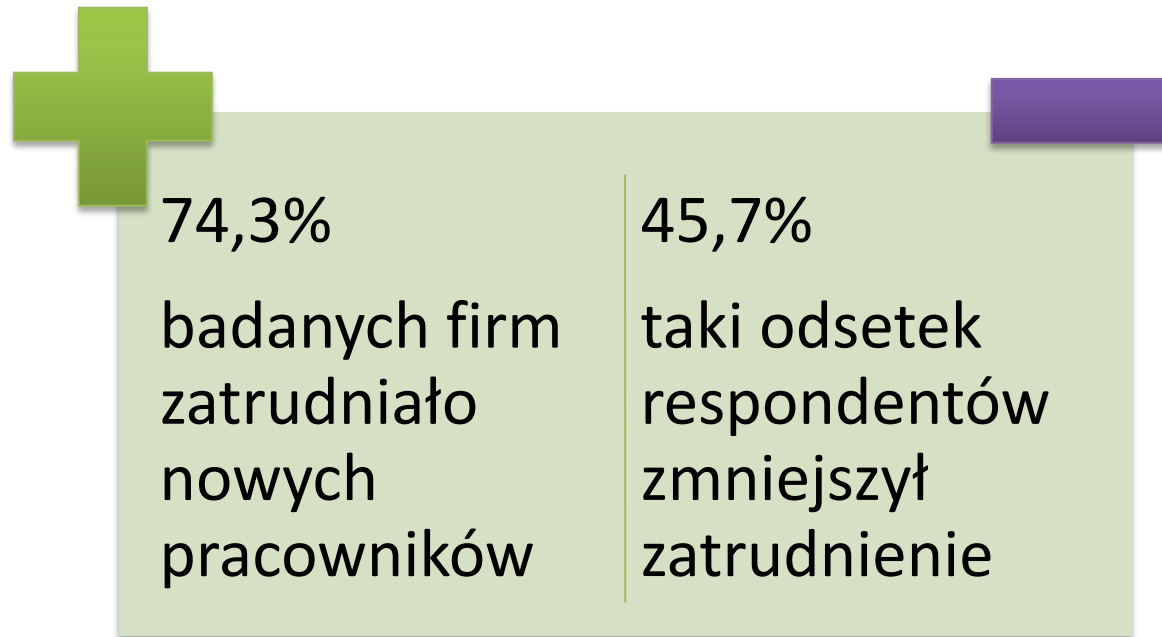 74,3%
badanych firm
zatrudniało
nowych
pracowników
45,7%
taki odsetek
respondentów
zmniejszył
zatrudnienie